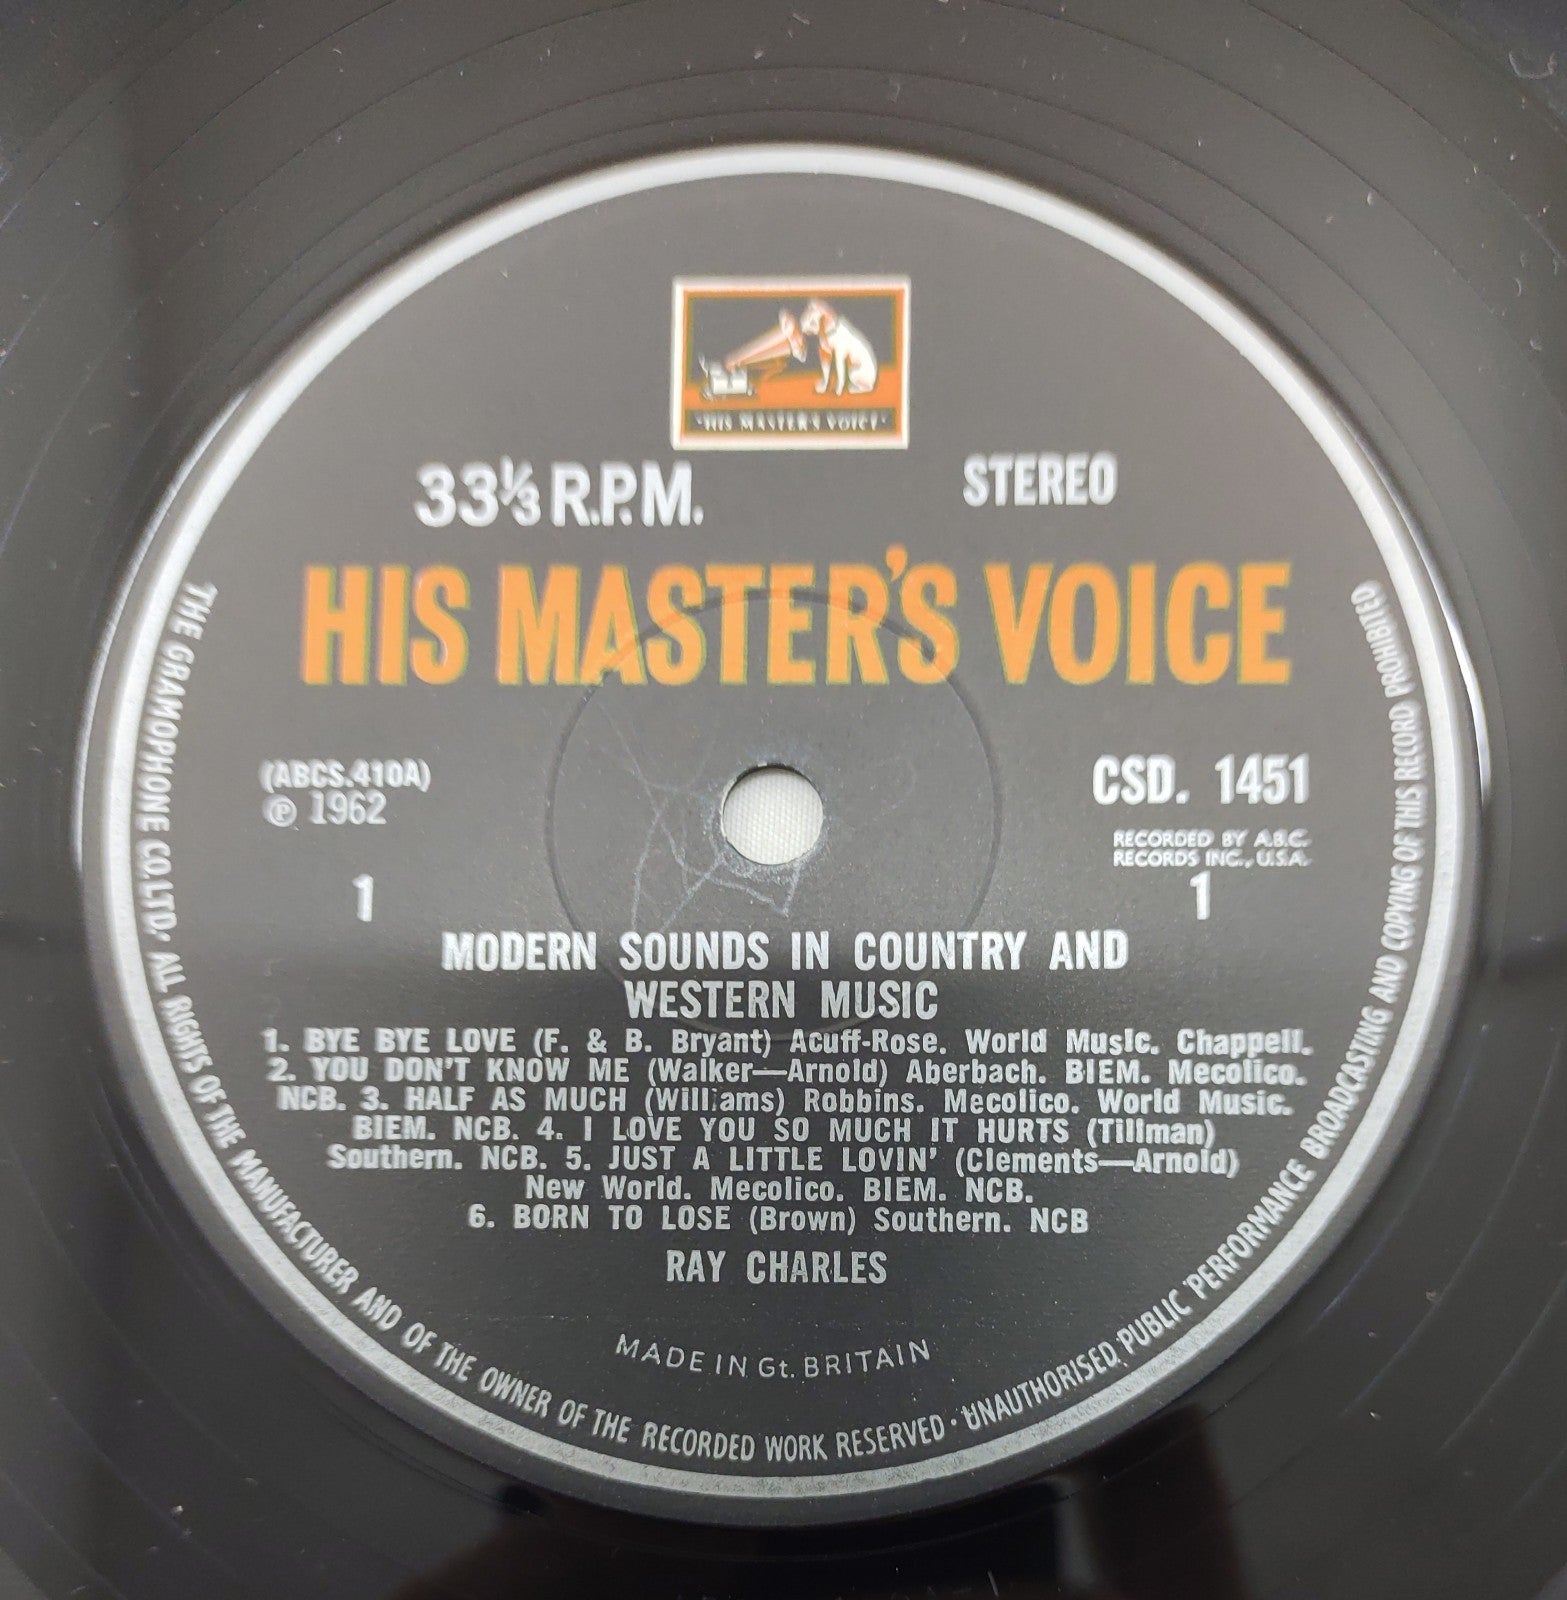 "HIS MASTER'S VOICE"
33⅓ R.P.M. STEREO
HIS MASTER'S VOICE
(ABCS.410A)
℗ 1962
CSD. 1451
RECORDED BY A.B.C.
RECORDS INC., U.S.A.
1 1
MODERN SOUNDS IN COUNTRY AND
WESTERN MUSIC
1. BYE BYE LOVE (F. & B. Bryant) Acuff-Rose. World Music. Chappell.
2. YOU DON'T KNOW ME (Walker—Arnold) Aberbach. BIEM. Mecolico.
NCB. 3. HALF AS MUCH (Williams) Robbins. Mecolico. World Music.
BIEM. NCB. 4. I LOVE YOU SO MUCH IT HURTS (Tillman)
Southern. NCB. 5. JUST A LITTLE LOVIN' (Clements—Arnold)
New World. Mecolico. BIEM. NCB.
6. BORN TO LOSE (Brown) Southern. NCB
RAY CHARLES
MADE IN Gt. BRITAIN
THE GRAMOPHONE CO. LTD. · ALL RIGHTS OF THE MANUFACTURER AND OF THE OWNER OF THE RECORDED WORK RESERVED · UNAUTHORISED PUBLIC PERFORMANCE BROADCASTING AND COPYING OF THIS RECORD PROHIBITED